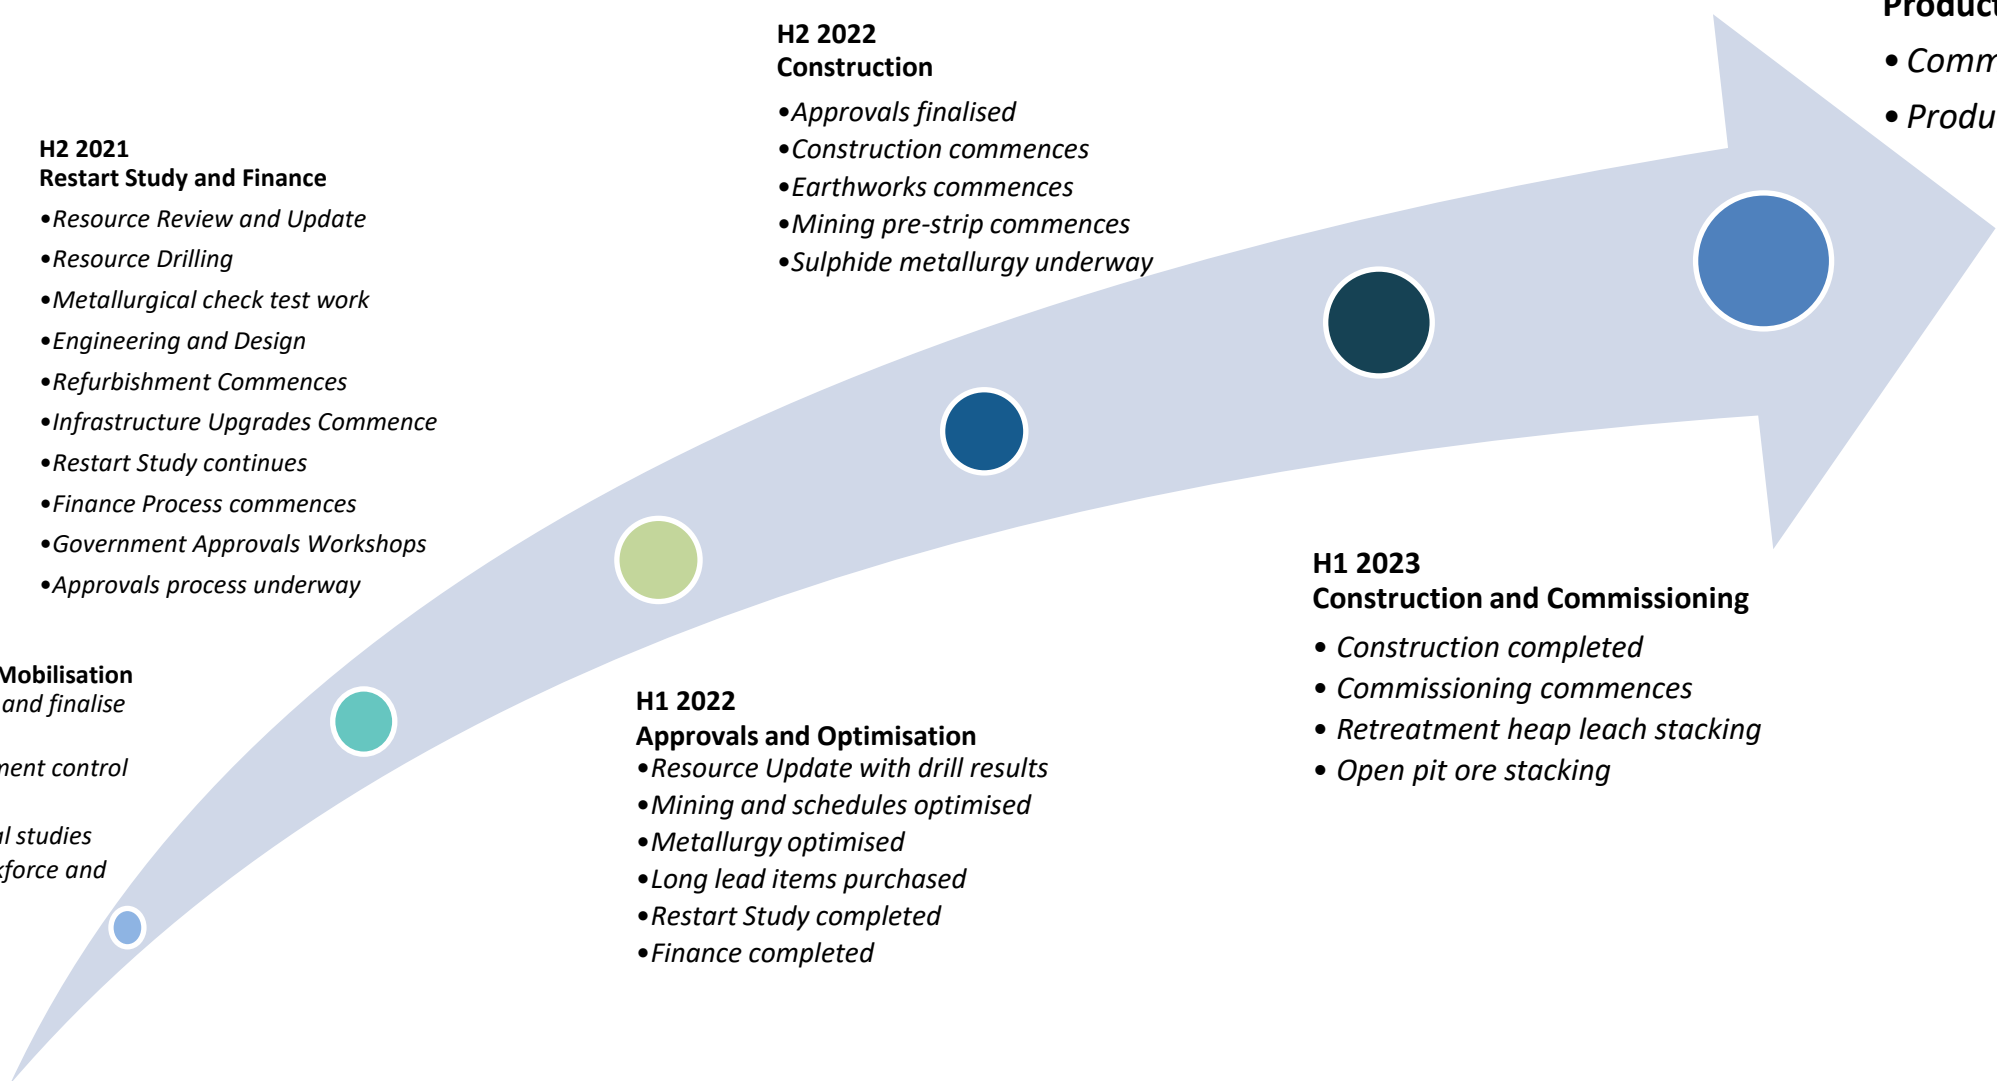 Mobilisation
and finalise
control
studies
and
H2 2021
Restart Study and Finance
•Resource Review and Update
•Resource Drilling
•Metallurgical check test work
•Engineering and Design
•Refurbishment Commences
•Infrastructure Upgrades Commence
•Restart Study continues
•Finance Process commences
•Government Approvals Workshops
•Approvals process underway
H1 2022
Approvals and Optimisation
•Resource Update with drill results
•Mining and schedules optimised
•Metallurgy optimised
•Long lead items purchased
•Restart Study completed
•Finance completed
H2 2022
Construction
•Approvals finalised
•Construction commences
•Earthworks commences
•Mining pre-strip commences
•Sulphide metallurgy underway
H1 2023
Construction and Commissioning
• Construction completed
• Commissioning commences
• Retreatment heap leach stacking
• Open pit ore stacking